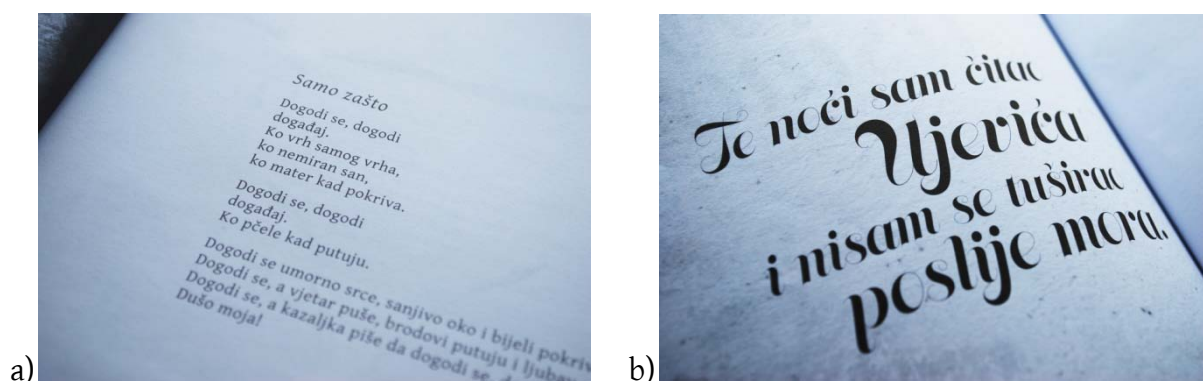 Samo zašto
Dogodi se, dogodi
događaj.
Ko vrh samog vrha,
ko nemiran san,
ko mater kad pokriva.
Dogodi se, dogodi
događaj.
Ko pčele kad putuju.
Dogodi se umorno srce, sanjivo oko i bijeli
Dogodi se, a vjetar puše, brodovi putuju i
Dogodi se, a kazaljka piše da dogodi se,
Dušo moja!
a)
Te noći sam čitao
Ujevića
i nisam se tuširao
poslije mora.
b)